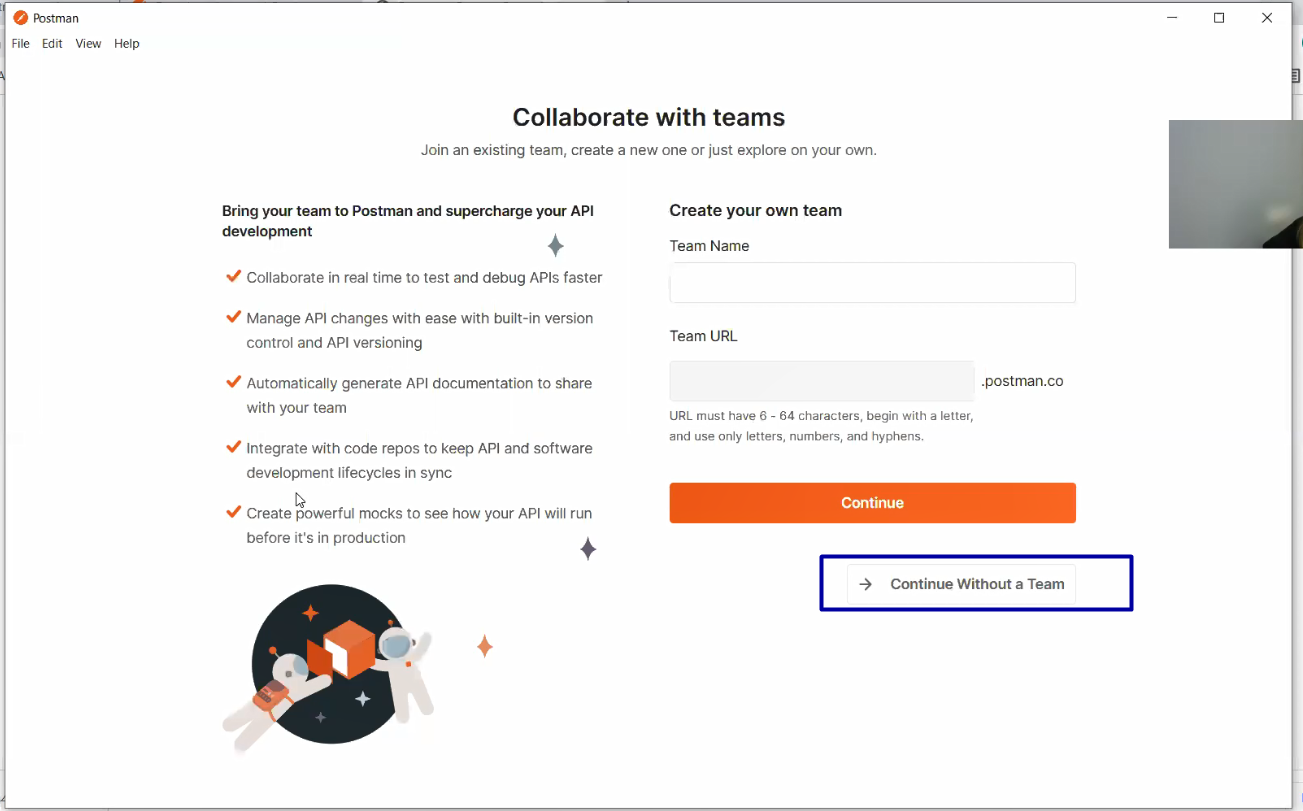 Postman
File Edit View Help
Collaborate with teams
Join an existing team, create a new one or just explore on your own.
Bring your team to Postman and supercharge your API
development
Collaborate in real time to test and debug APIs faster
Manage API changes with ease with built-in version
control and API versioning
Automatically generate API documentation to share
with your team
Integrate with code repos to keep API and software
development lifecycles in sync
Create powerful mocks to see how your API will run
before it's in production
Create your own team
Team Name
Team URL
.postman.co
URL must have 6 - 64 characters, begin with a letter,
and use only letters, numbers, and hyphens.
Continue
Continue Without a Team